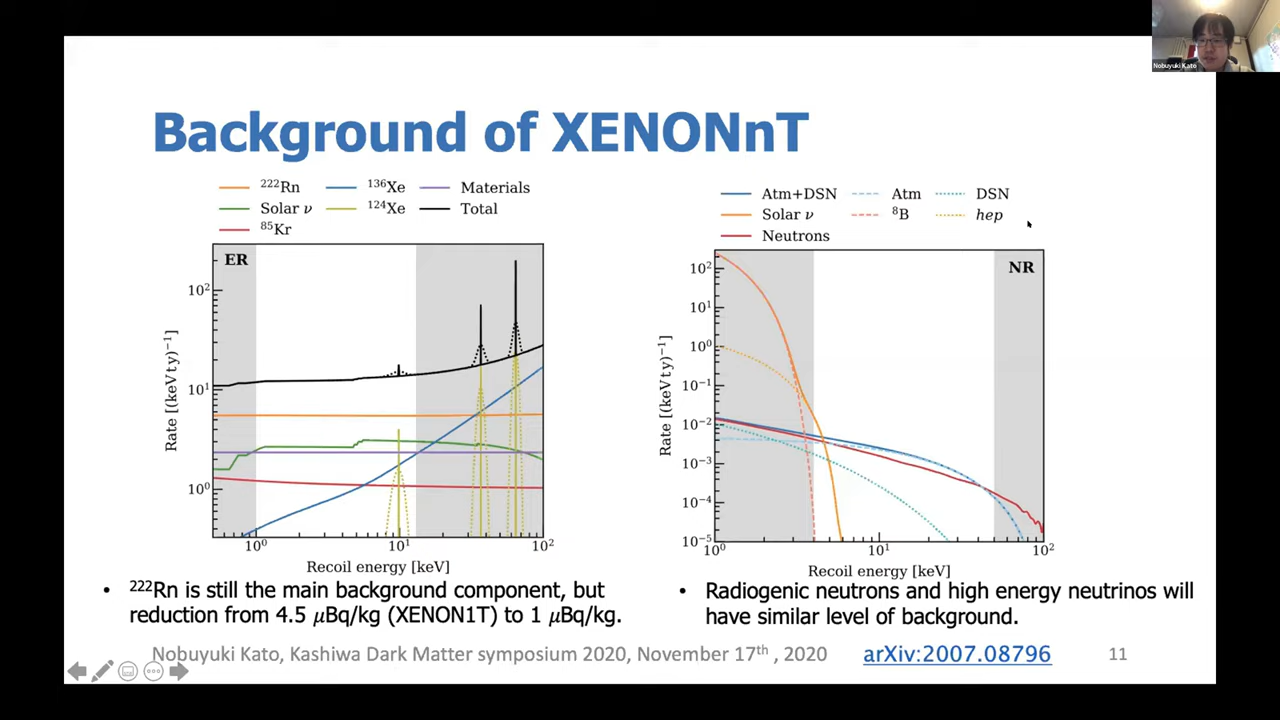 Nobuyuki Kato
Background of XENONnT
²²²Rn ¹³⁶Xe Materials
Solar ν ¹²⁴Xe Total
⁸⁵Kr
ER
10²
10¹
10⁰
Rate [(keV t y)⁻¹]
10⁰ 10¹ 10²
Recoil energy [keV]
Atm+DSN Atm DSN
Solar ν ⁸B hep
Neutrons
NR
10²
10¹
10⁰
10⁻¹
10⁻²
10⁻³
10⁻⁴
10⁻⁵
Rate [(keV t y)⁻¹]
10⁰ 10¹ 10²
Recoil energy [keV]
• ²²²Rn is still the main background component, but
reduction from 4.5 μBq/kg (XENON1T) to 1 μBq/kg.
• Radiogenic neutrons and high energy neutrinos will
have similar level of background.
Nobuyuki Kato, Kashiwa Dark Matter symposium 2020, November 17ᵗʰ , 2020
arXiv:2007.08796
11